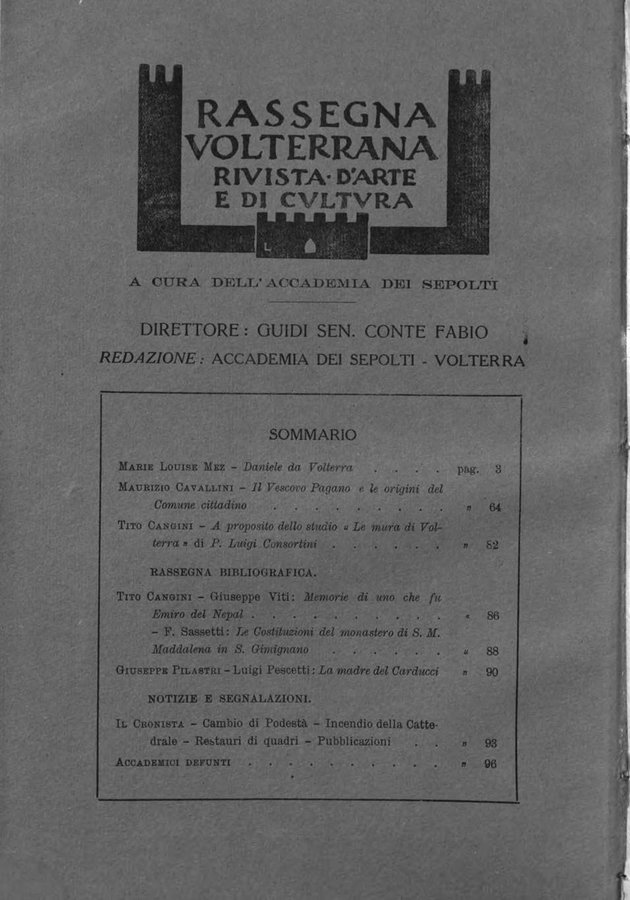 RASSEGNA
VOLTERRANA
RIVISTA · D'ARTE
E DI CVLTVRA
L
A CURA DELL'ACCADEMIA DEI SEPOLTI
DIRETTORE: GUIDI SEN. CONTE FABIO
REDAZIONE: ACCADEMIA DEI SEPOLTI - VOLTERRA
SOMMARIO
MARIE LOUISE MEZ – Daniele da Volterra . . . . pag. 3
MAURIZIO CAVALLINI – Il Vescovo Pagano e le origini del
Comune cittadino . . . . . . . . . » 64
TITO CANGINI – A proposito dello studio « Le mura di Vol-
terra » di P. Luigi Consortini . . . . . . » 82
RASSEGNA BIBLIOGRAFICA.
TITO CANGINI – Giuseppe Viti: Memorie di uno che fu
Emiro del Nepal . . . . . . . . . . « 86
– F. Sassetti: Le Costituzioni del monastero di S. M.
Maddalena in S. Gimignano . . . . . « 88
GIUSEPPE PILASTRI – Luigi Pescetti: La madre del Carducci » 90
NOTIZIE E SEGNALAZIONI.
IL CRONISTA – Cambio di Podestà – Incendio della Catte-
drale – Restauri di quadri – Pubblicazioni . . » 93
ACCADEMICI DEFUNTI . . . . . . . . . . » 96